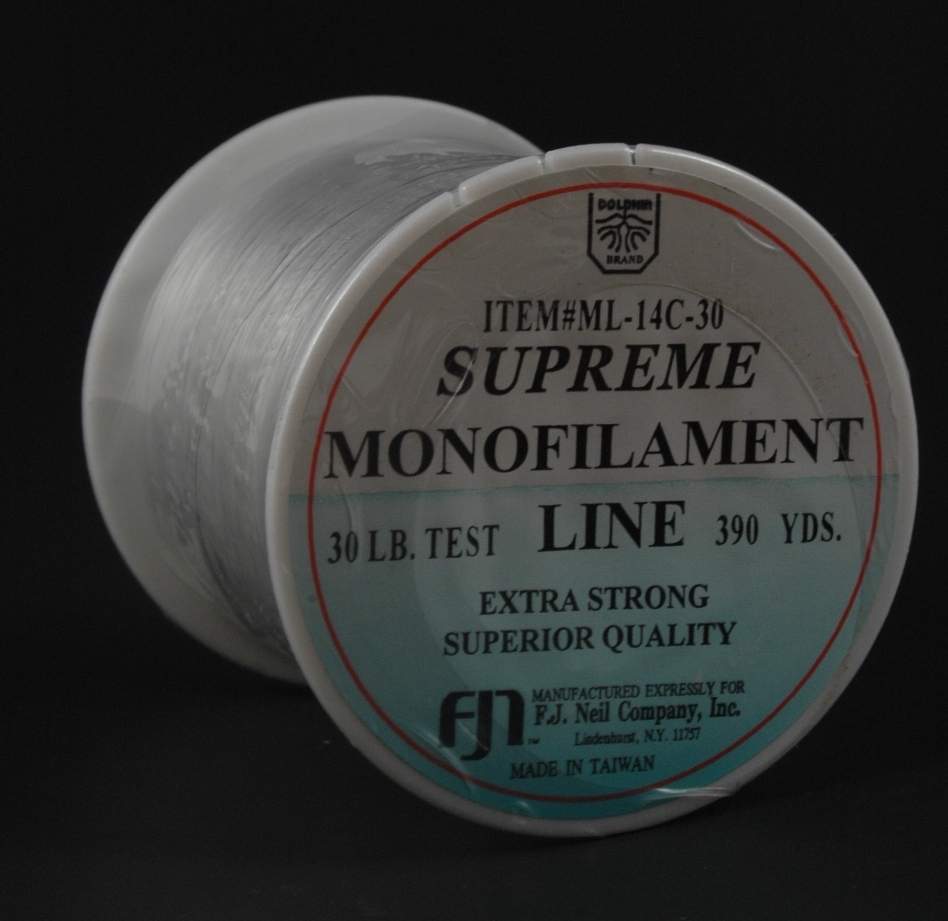 DOLPHIN
BRAND
ITEM#ML-14C-30
SUPREME
MONOFILAMENT
30 LB. TEST LINE 390 YDS.
EXTRA STRONG
SUPERIOR QUALITY
FJN™ MANUFACTURED EXPRESSLY FOR
F.J. Neil Company, Inc.
Lindenhurst, N.Y. 11757
MADE IN TAIWAN